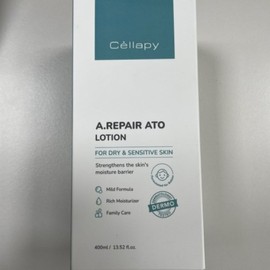 Cellapy
A.REPAIR ATO
LOTION
FOR DRY & SENSITIVE SKIN
Strengthens the skin's
moisture barrier
Mild Formula
Rich Moisturizer
Family Care
DERMO
400ml / 13.52 fl.oz.